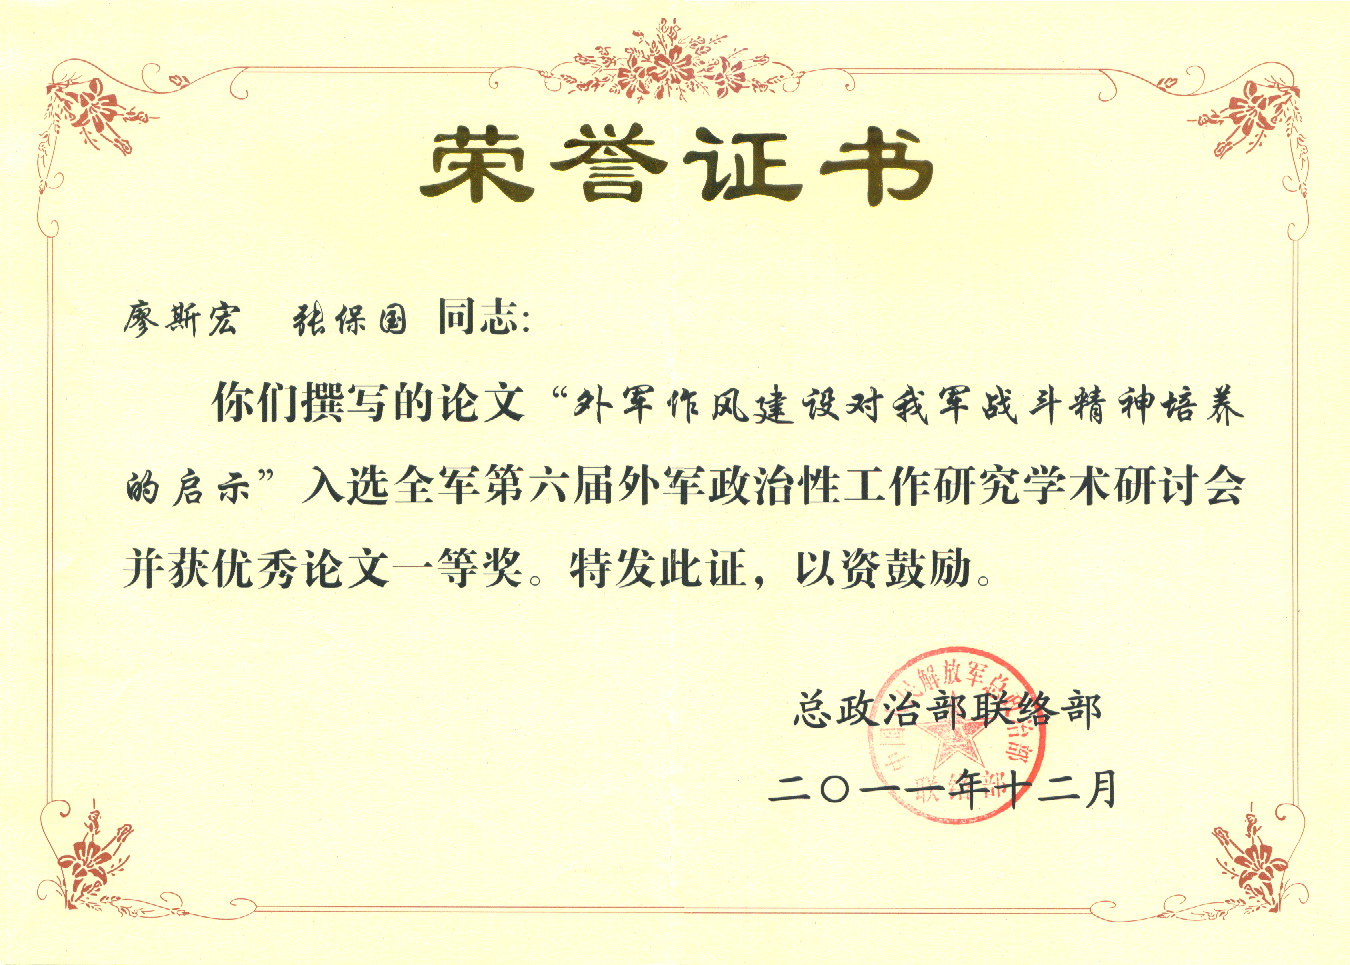 荣誉证书
廖斯宏 张保国 同志:
你们撰写的论文“外军作风建设对我军战斗精神培养
的启示”入选全军第六届外军政治性工作研究学术研讨会
并获优秀论文一等奖。特发此证，以资鼓励。
中国人民解放军总政治部
联络部
总政治部联络部
二〇一一年十二月